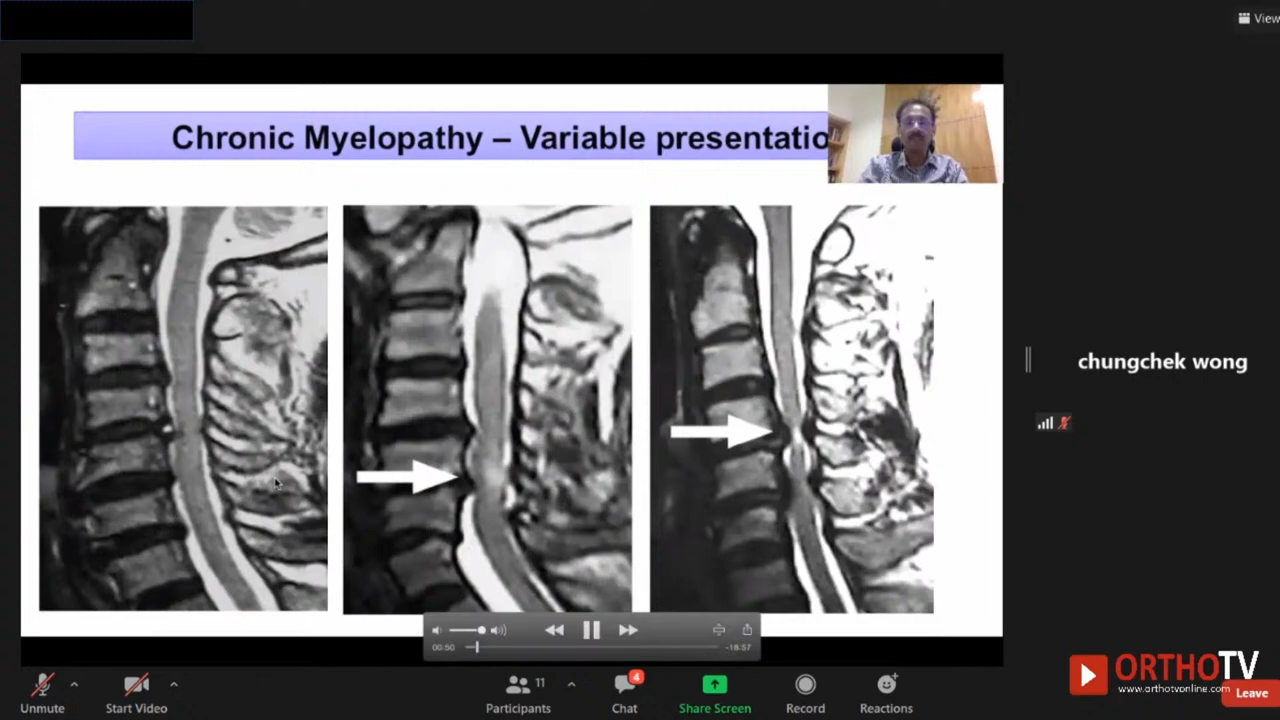 View
Chronic Myelopathy – Variable presentatio
chungchek wong
00:50
-18:57
ORTHOTV
www.orthotvonline.com
Leave
Unmute
Start Video
11
Participants
4
Chat
Share Screen
Record
Reactions